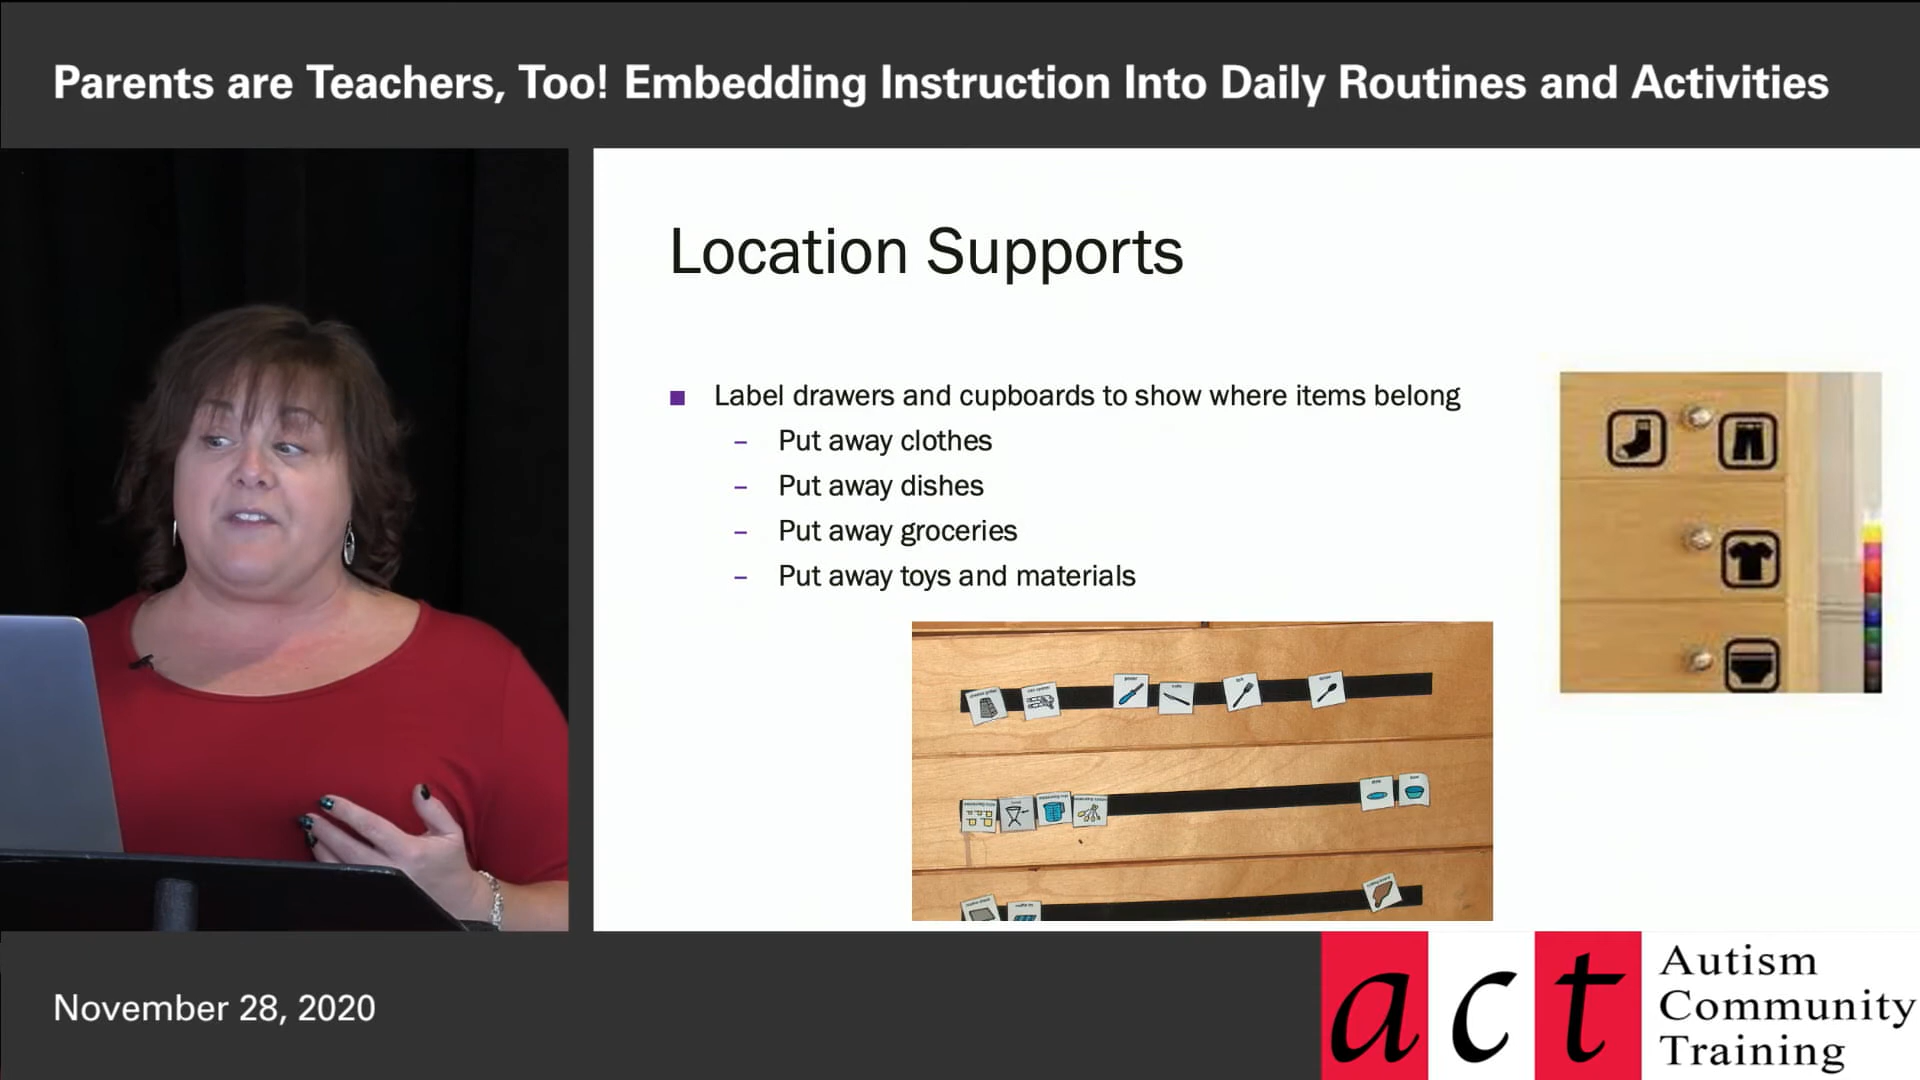 Parents are Teachers, Too! Embedding Instruction Into Daily Routines and Activities
Location Supports
■ Label drawers and cupboards to show where items belong
– Put away clothes
– Put away dishes
– Put away groceries
– Put away toys and materials
November 28, 2020
act
Autism
Community
Training